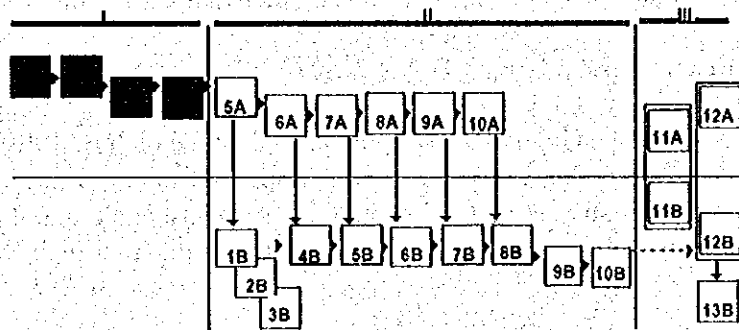 I II III
5A 12A
6A 7A 8A 9A 10A
11A
11B
1B 4B 5B 6B 7B 8B 12B
9B 10B
2B
3B 13B